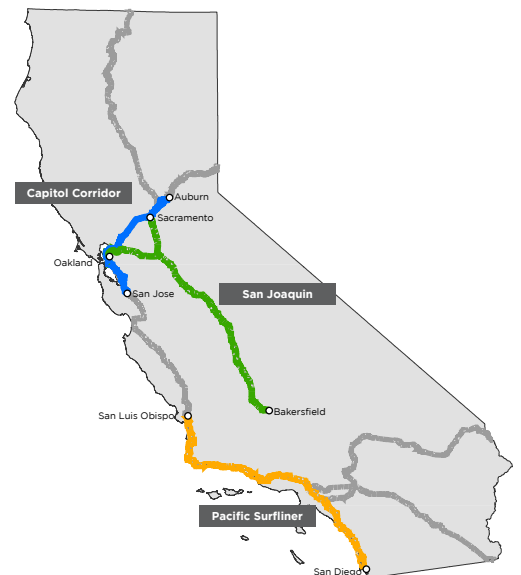 Capitol Corridor
Auburn
Sacramento
Oakland
San Jose
San Joaquin
San Luis Obispo
Bakersfield
Pacific Surfliner
San Diego